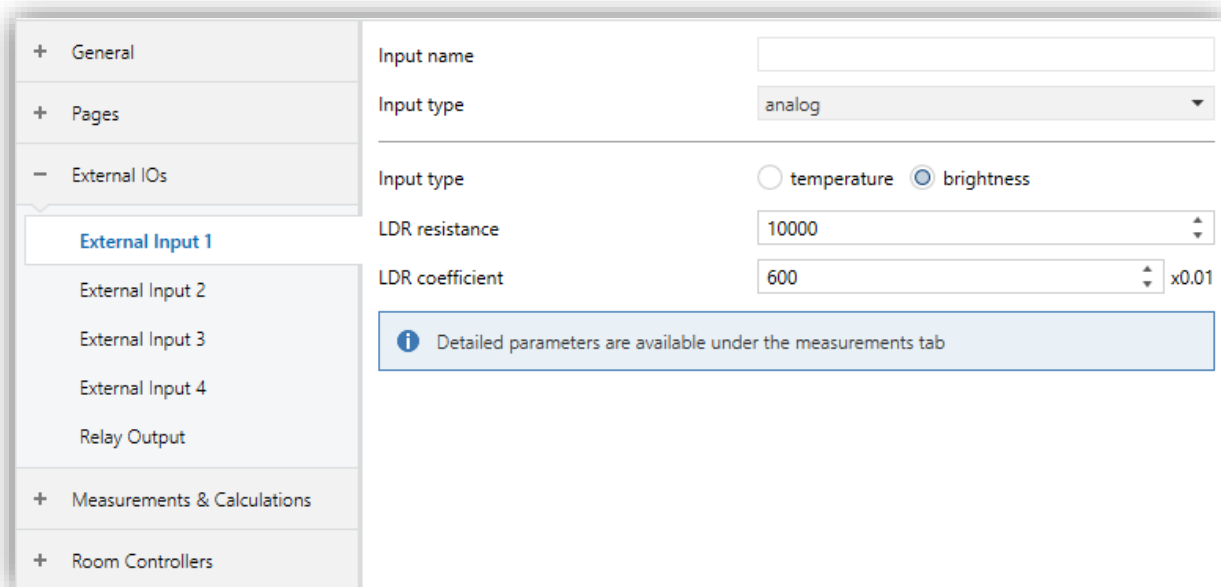 + General
+ Pages
− External IOs
External Input 1
External Input 2
External Input 3
External Input 4
Relay Output
+ Measurements & Calculations
+ Room Controllers
Input name
Input type analog
Input type temperature brightness
LDR resistance 10000
LDR coefficient 600 x0.01
Detailed parameters are available under the measurements tab